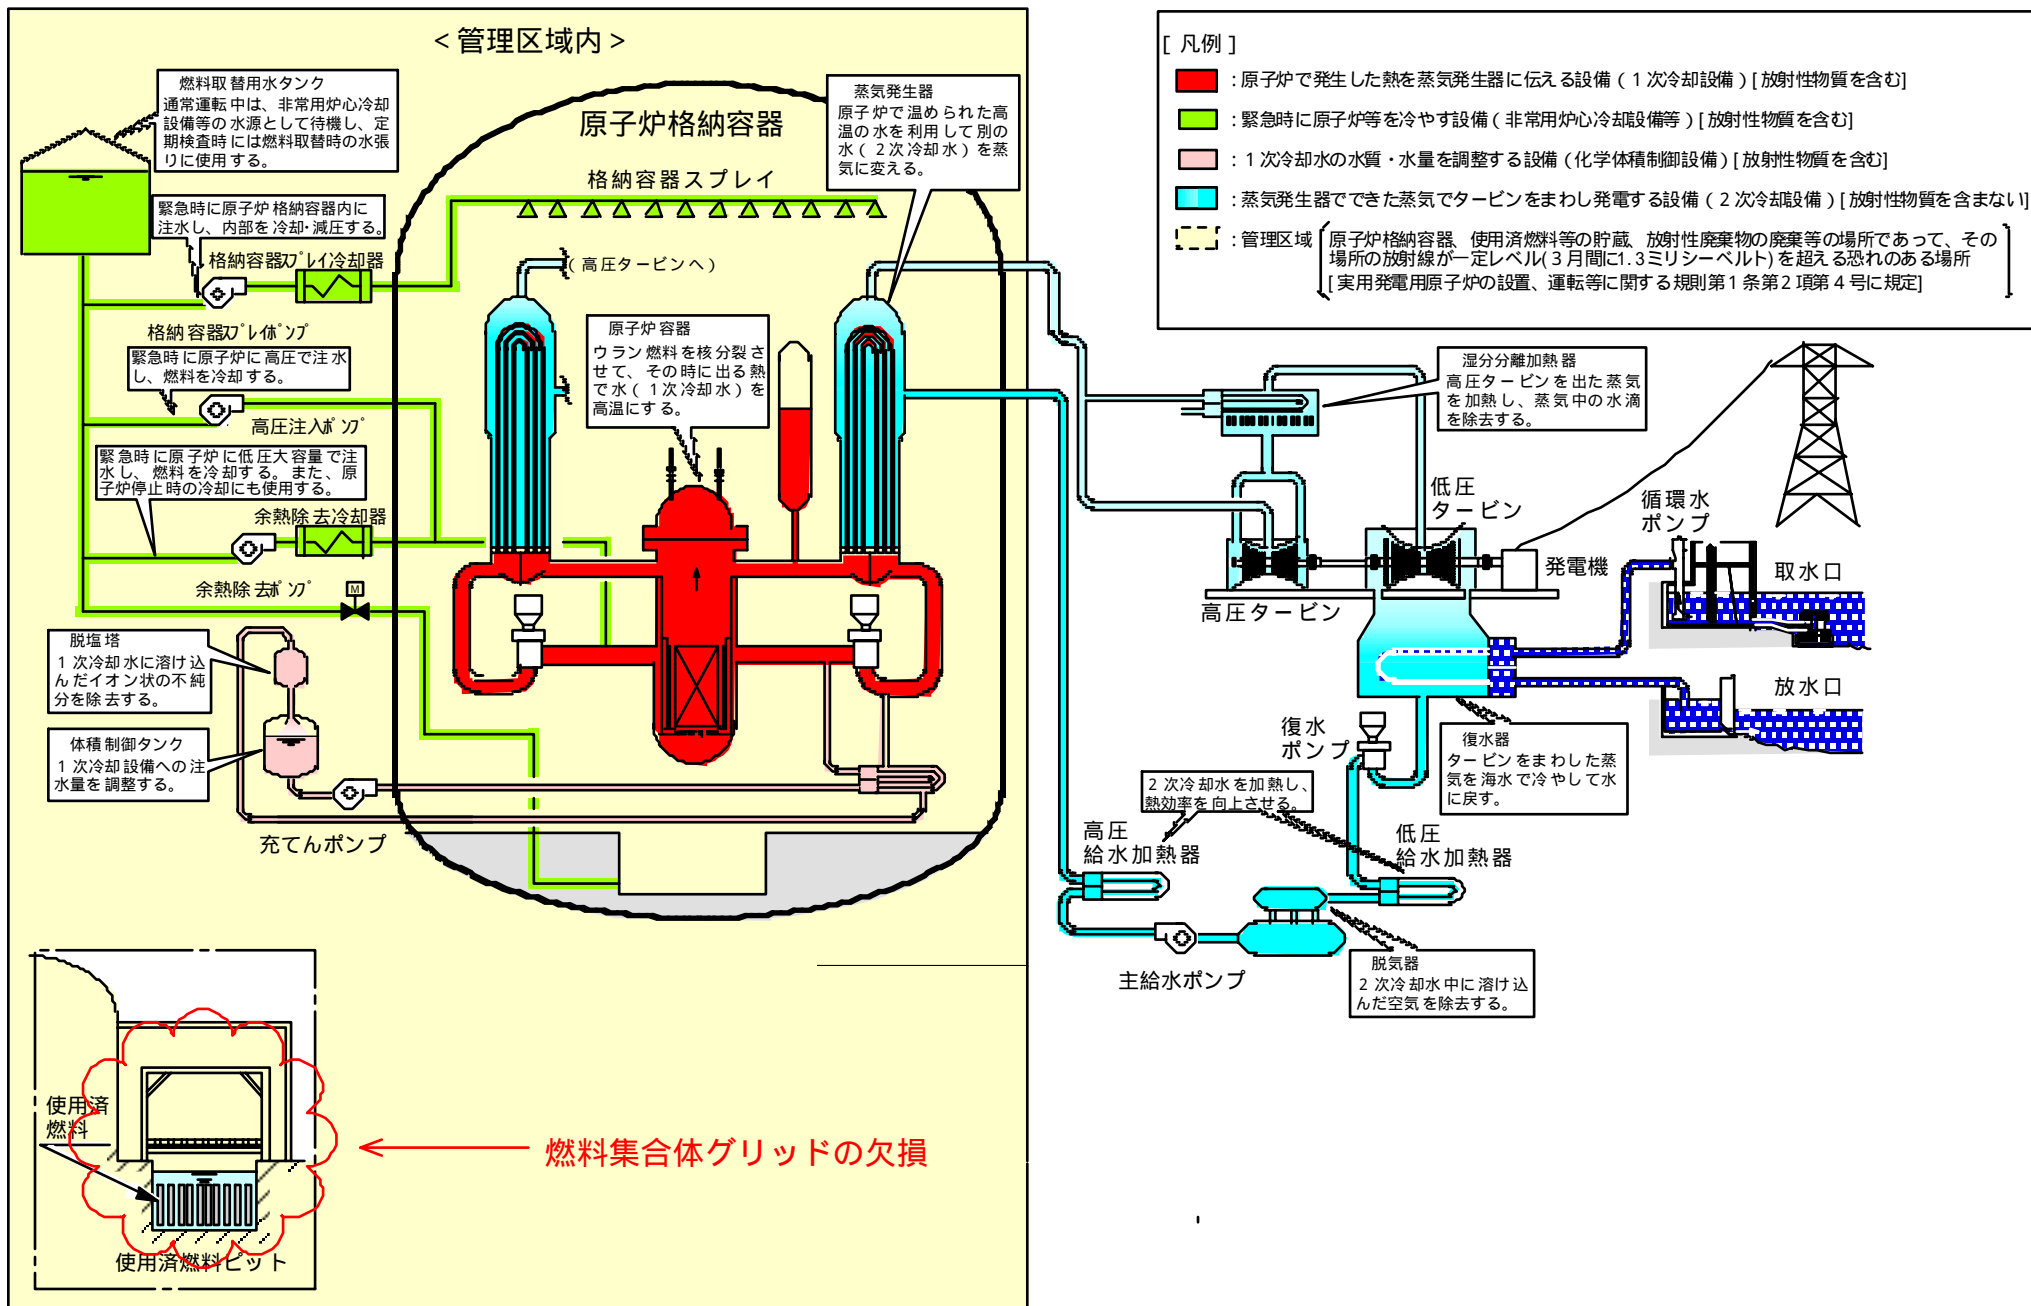 ＜管理区域内＞
燃料取替用水タンク
通常運転中は、非常用炉心冷却
設備等の水源として待機し、定
期検査時には燃料取替時の水張
りに使用する。
緊急時に原子炉格納容器内に
注水し、内部を冷却・減圧する。
格納容器ｽﾌﾟﾚｲ冷却器
格納容器ｽﾌﾟﾚｲﾎﾟﾝﾌﾟ
緊急時に原子炉に高圧で注水
し、燃料を冷却する。
高圧注入ﾎﾟﾝﾌﾟ
緊急時に原子炉に低圧大容量で注
水し、燃料を冷却する。また、原
子炉停止時の冷却にも使用する。
余熱除去冷却器
余熱除去ﾎﾟﾝﾌﾟ
M
脱塩塔
１次冷却水に溶け込
んだイオン状の不純
分を除去する。
体積制御タンク
１次冷却設備への注
水量を調整する。
充てんポンプ
原子炉格納容器
格納容器スプレイ
（高圧タービンへ）
蒸気発生器
原子炉で温められた高
温の水を利用して別の
水（２次冷却水）を蒸
気に変える。
原子炉容器
ウラン燃料を核分裂さ
せて、その時に出る熱
で水（１次冷却水）を
高温にする。
[ 凡例 ]
：原子炉で発生した熱を蒸気発生器に伝える設備（１次冷却設備）[ 放射性物質を含む]
：緊急時に原子炉等を冷やす設備（非常用炉心冷却設備等）[ 放射性物質を含む]
：１次冷却水の水質・水量を調整する設備（化学体積制御設備）[ 放射性物質を含む]
：蒸気発生器でできた蒸気でタービンをまわし発電する設備（２次冷却設備）[ 放射性物質を含まない]
：管理区域 原子炉格納容器、使用済燃料等の貯蔵、放射性廃棄物の廃棄等の場所であって、その
場所の放射線が一定レベル(３月間に1.3ミリシーベルト)を超える恐れのある場所
[ 実用発電用原子炉の設置、運転等に関する規則第１条第２項第４号に規定]
湿分分離加熱器
高圧タービンを出た蒸気
を加熱し、蒸気中の水滴
を除去する。
低圧
タービン
高圧タービン
発電機
循環水
ポンプ
取水口
放水口
復水
ポンプ
復水器
タービンをまわした蒸
気を海水で冷やして水
に戻す。
２次冷却水を加熱し、
熱効率を向上させる。
高圧
給水加熱器
低圧
給水加熱器
主給水ポンプ
脱気器
２次冷却水中に溶け込
んだ空気を除去する。
使用済
燃料
使用済燃料ピット
燃料集合体グリッドの欠損